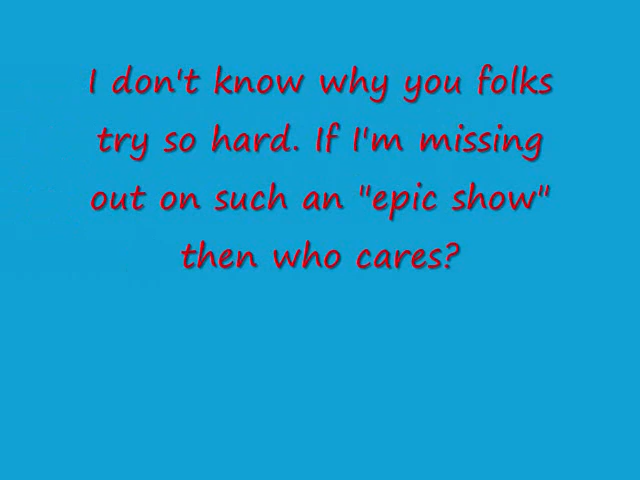 I don't know why you folks
try so hard. If I'm missing
out on such an "epic show"
then who cares?